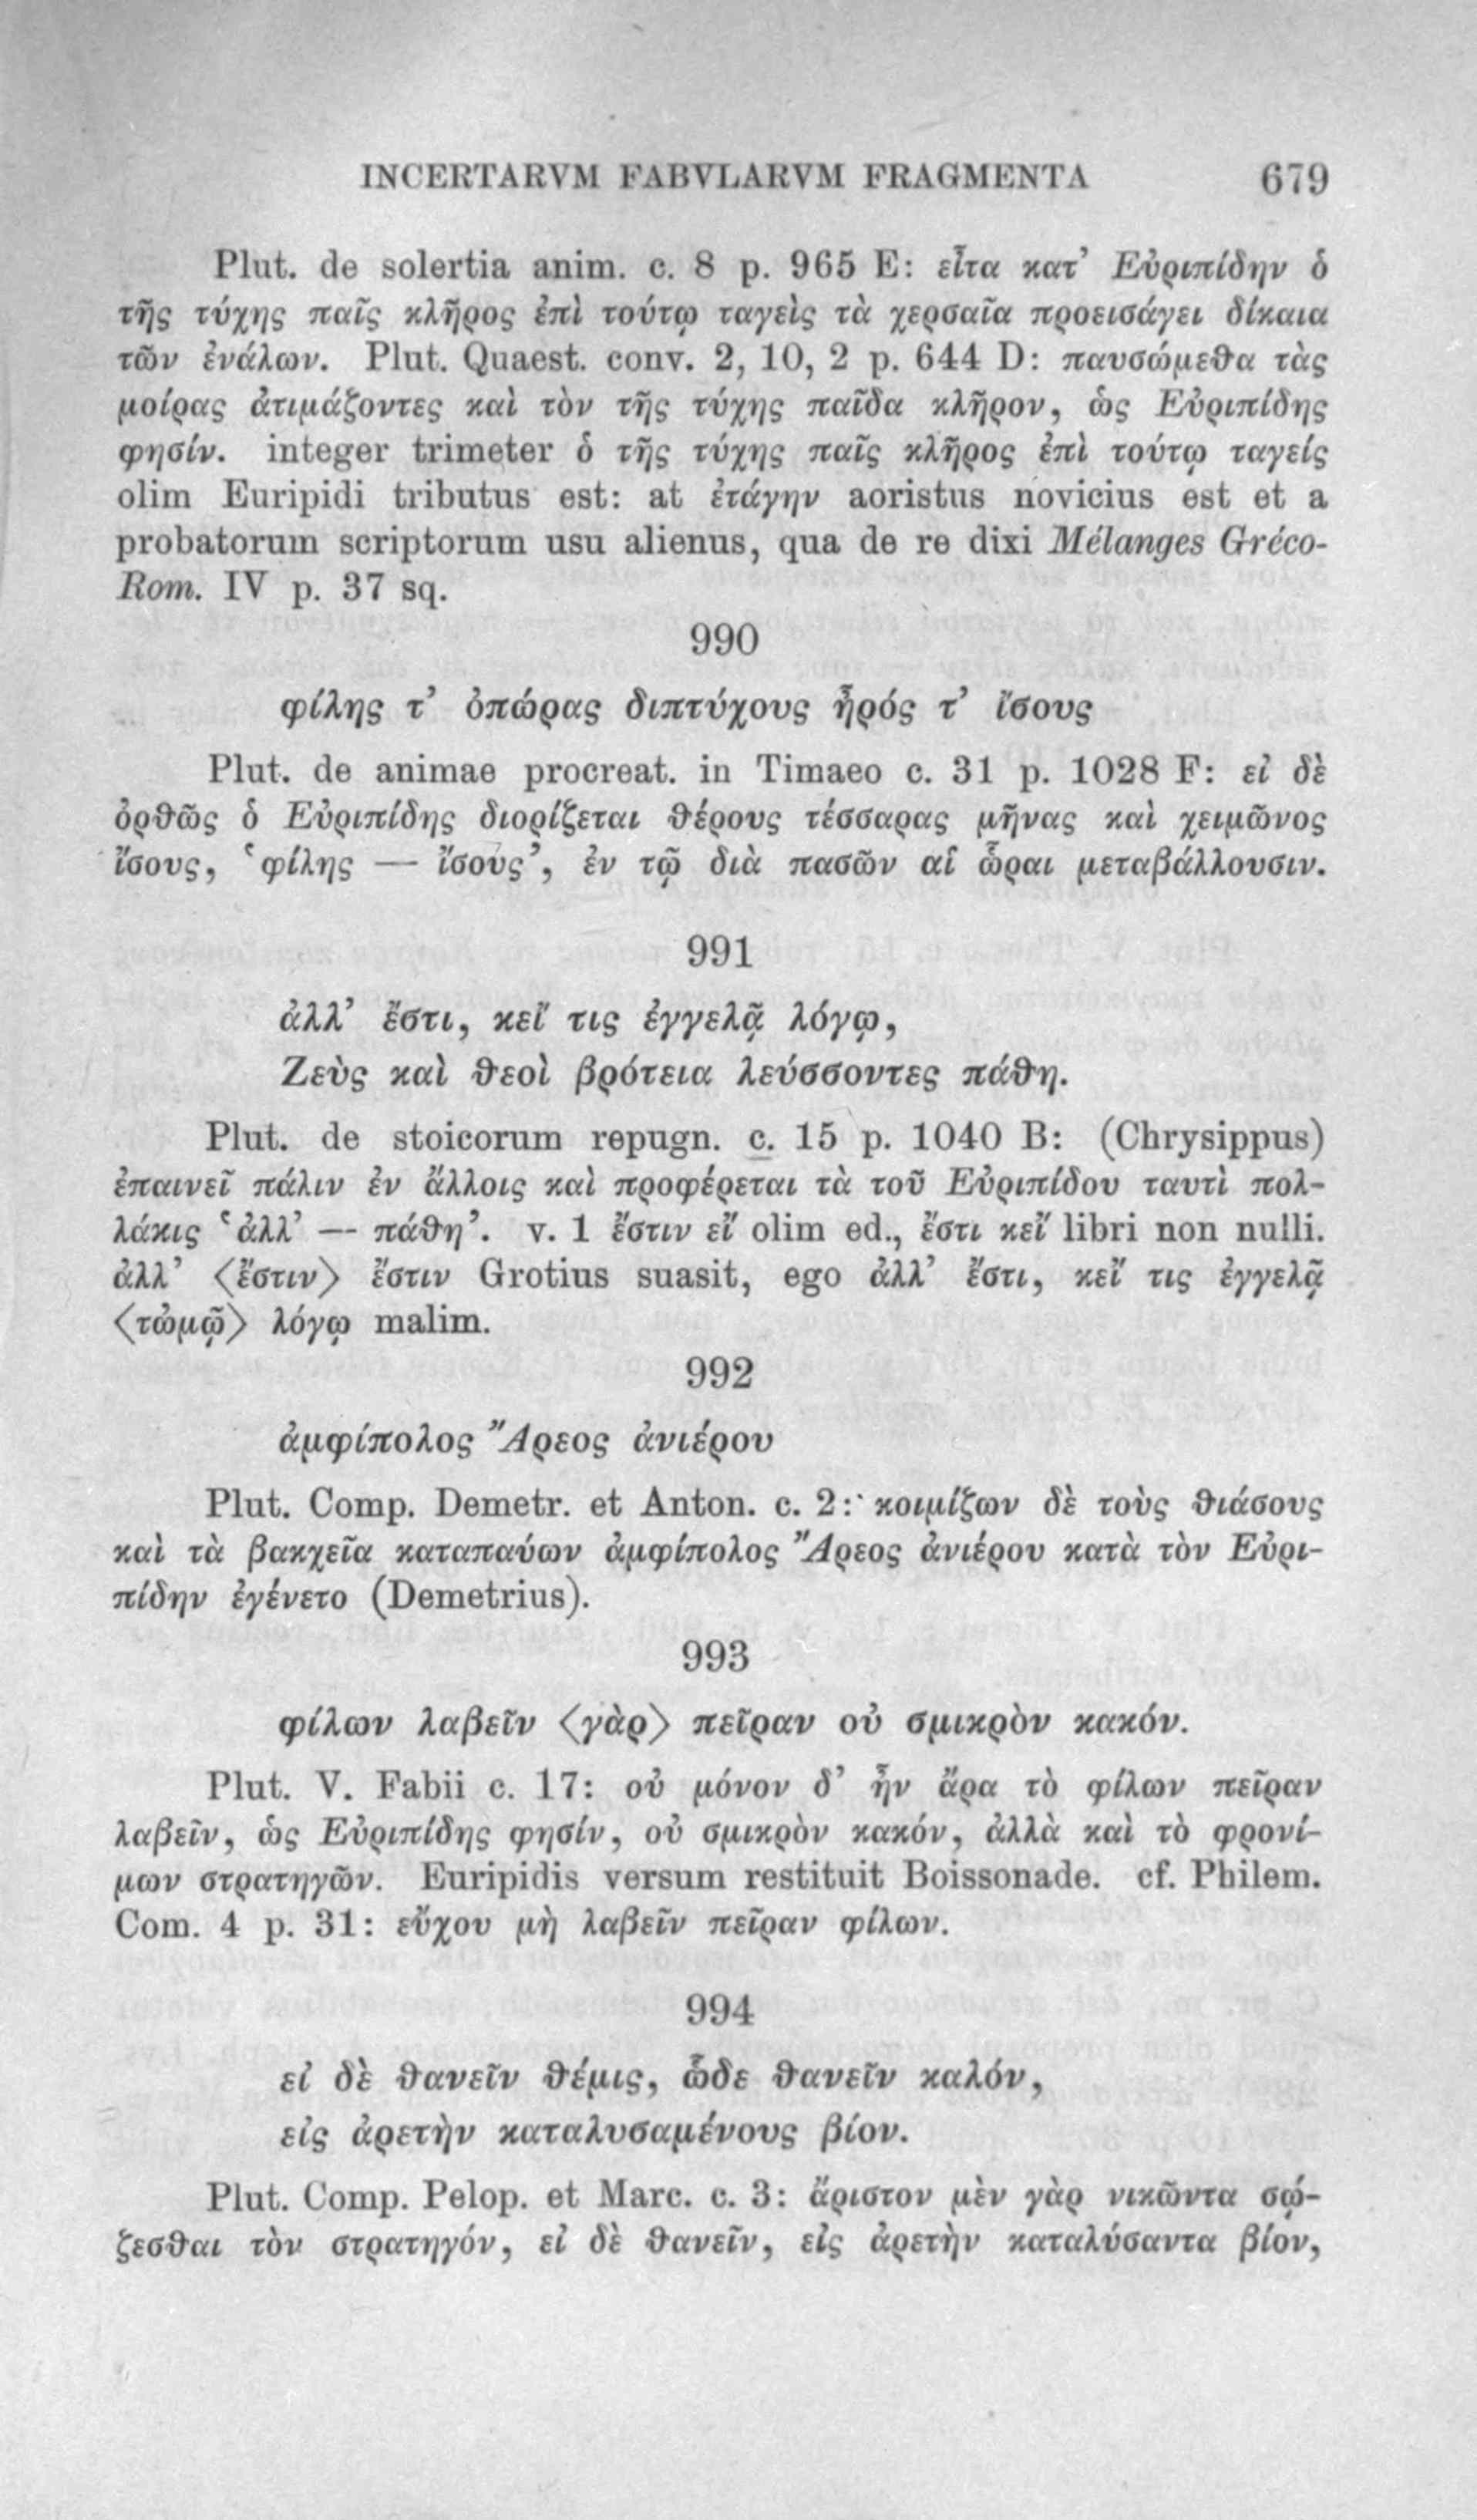 INCERTARVM FABVLARVM FRAGMENTA 679
Plut. de solertia anim. c. 8 p. 965 E: εἶτα κατ’ Εὐριπίδην ὁ
τῆς τύχης παῖς κλῆρος ἐπὶ τούτῳ ταγεὶς τὰ χερσαῖα προεισάγει δίκαια
τῶν ἐνάλων. Plut. Quaest. conv. 2, 10, 2 p. 644 D: παυσώμεθα τὰς
μοίρας ἀτιμάζοντες καὶ τὸν τῆς τύχης παῖδα κλῆρον, ὡς Εὐριπίδης
φησίν. integer trimeter ὁ τῆς τύχης παῖς κλῆρος ἐπὶ τούτῳ ταγείς
olim Euripidi tributus est: at ἐτάγην aoristus novicius est et a
probatorum scriptorum usu alienus, qua de re dixi Mélanges Gréco-
Rom. IV p. 37 sq.
990
φίλης τ’ ὀπώρας διπτύχους ἦρός τ’ ἴσους
Plut. de animae procreat. in Timaeo c. 31 p. 1028 F: εἰ δὲ
ὀρθῶς ὁ Εὐριπίδης διορίζεται θέρους τέσσαρας μῆνας καὶ χειμῶνος
ἴσους, ‘φίλης — ἴσους’, ἐν τῷ διὰ πασῶν αἱ ὧραι μεταβάλλουσιν.
991
ἀλλ’ ἔστι, κεἴ τις ἐγγελᾷ λόγῳ,
Ζεὺς καὶ θεοὶ βρότεια λεύσσοντες πάθη.
Plut. de stoicorum repugn. c. 15 p. 1040 B: (Chrysippus)
ἐπαινεῖ πάλιν ἐν ἄλλοις καὶ προφέρεται τὰ τοῦ Εὐριπίδου ταυτὶ πολ-
λάκις ‘ἀλλ’ — πάθη’. v. 1 ἔστιν εἴ olim ed., ἔστι κεἴ libri non nulli.
ἀλλ’ 〈ἔστιν〉 ἔστιν Grotius suasit, ego ἀλλ’ ἔστι, κεἴ τις ἐγγελᾷ
〈τὠμῷ〉 λόγῳ malim.
992
ἀμφίπολος Ἄρεος ἀνιέρου
Plut. Comp. Demetr. et Anton. c. 2: κοιμίζων δὲ τοὺς θιάσους
καὶ τὰ βακχεῖα καταπαύων ἀμφίπολος Ἄρεος ἀνιέρου κατὰ τὸν Εὐρι-
πίδην ἐγένετο (Demetrius).
993
φίλων λαβεῖν 〈γὰρ〉 πεῖραν οὐ σμικρὸν κακόν.
Plut. V. Fabii c. 17: οὐ μόνον δ’ ἦν ἄρα τὸ φίλων πεῖραν
λαβεῖν, ὡς Εὐριπίδης φησίν, οὐ σμικρὸν κακόν, ἀλλὰ καὶ τὸ φρονί-
μων στρατηγῶν. Euripidis versum restituit Boissonade. cf. Philem.
Com. 4 p. 31: εὔχου μὴ λαβεῖν πεῖραν φίλων.
994
εἰ δὲ θανεῖν θέμις, ὧδε θανεῖν καλόν,
εἰς ἀρετὴν καταλυσαμένους βίον.
Plut. Comp. Pelop. et Marc. c. 3: ἄριστον μὲν γὰρ νικῶντα σῴ-
ζεσθαι τὸν στρατηγόν, εἰ δὲ θανεῖν, εἰς ἀρετὴν καταλύσαντα βίον,